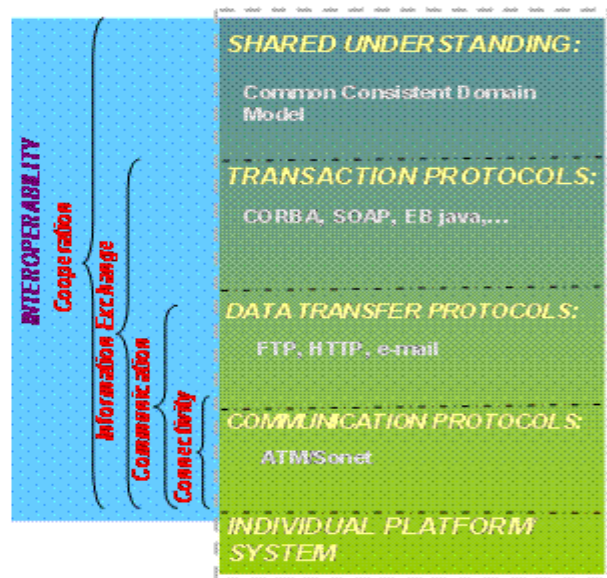 INTEROPERABILITY
Cooperation
Information Exchange
Communication
Connectivity
SHARED UNDERSTANDING:
Common Consistent Domain
Model
TRANSACTION PROTOCOLS:
CORBA, SOAP, EB java,...
DATA TRANSFER PROTOCOLS:
FTP, HTTP, e-mail
COMMUNICATION PROTOCOLS:
ATM/Sonet
INDIVIDUAL PLATFORM
SYSTEM